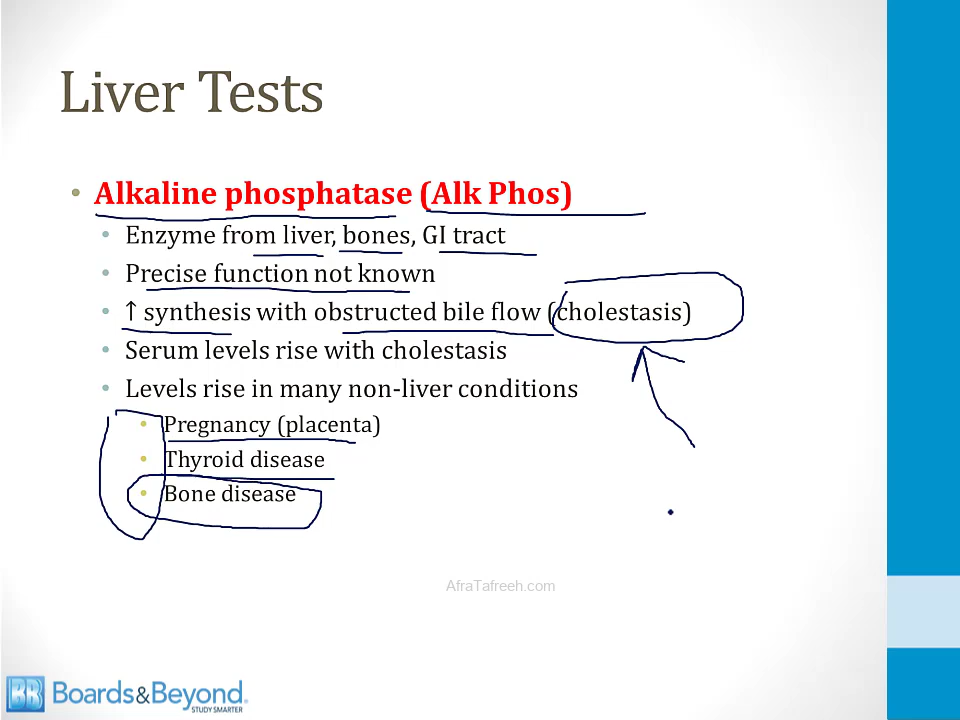 Liver Tests
• Alkaline phosphatase (Alk Phos)
• Enzyme from liver, bones, GI tract
• Precise function not known
• ↑ synthesis with obstructed bile flow (cholestasis)
• Serum levels rise with cholestasis
• Levels rise in many non-liver conditions
• Pregnancy (placenta)
• Thyroid disease
• Bone disease
AfraTafreeh.com
BB Boards&Beyond.
STUDY SMARTER